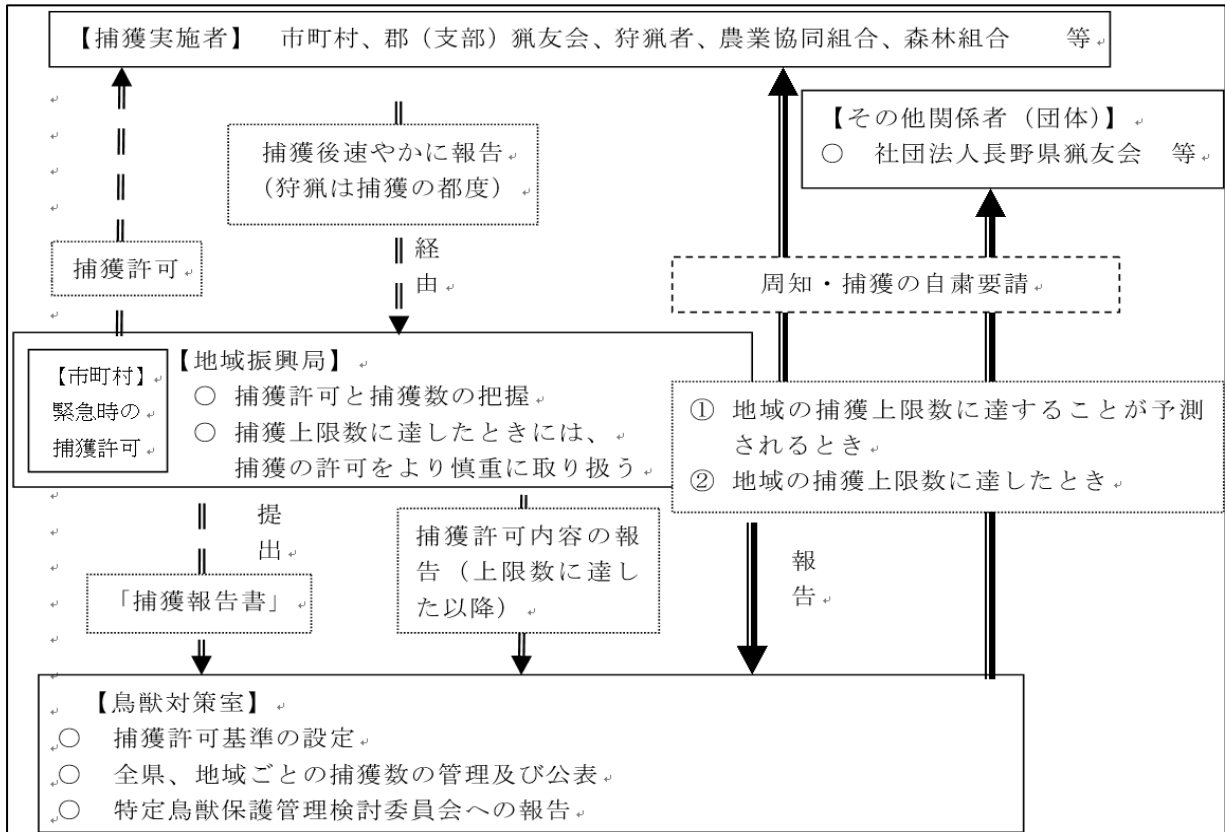 【捕獲実施者】　市町村、郡（支部）猟友会、狩猟者、農業協同組合、森林組合　　等
【その他関係者（団体）】
○　社団法人長野県猟友会　等
捕獲後速やかに報告
（狩猟は捕獲の都度）
経
由
捕獲許可
周知・捕獲の自粛要請
【市町村】
緊急時の
捕獲許可
【地域振興局】
○ 捕獲許可と捕獲数の把握
○ 捕獲上限数に達したときには、
捕獲の許可をより慎重に取り扱う
① 地域の捕獲上限数に達することが予測
されるとき
② 地域の捕獲上限数に達したとき
提
出
「捕獲報告書」
捕獲許可内容の報
告（上限数に達し
た以降）
報
告
【鳥獣対策室】
○　捕獲許可基準の設定
○　全県、地域ごとの捕獲数の管理及び公表
○　特定鳥獣保護管理検討委員会への報告